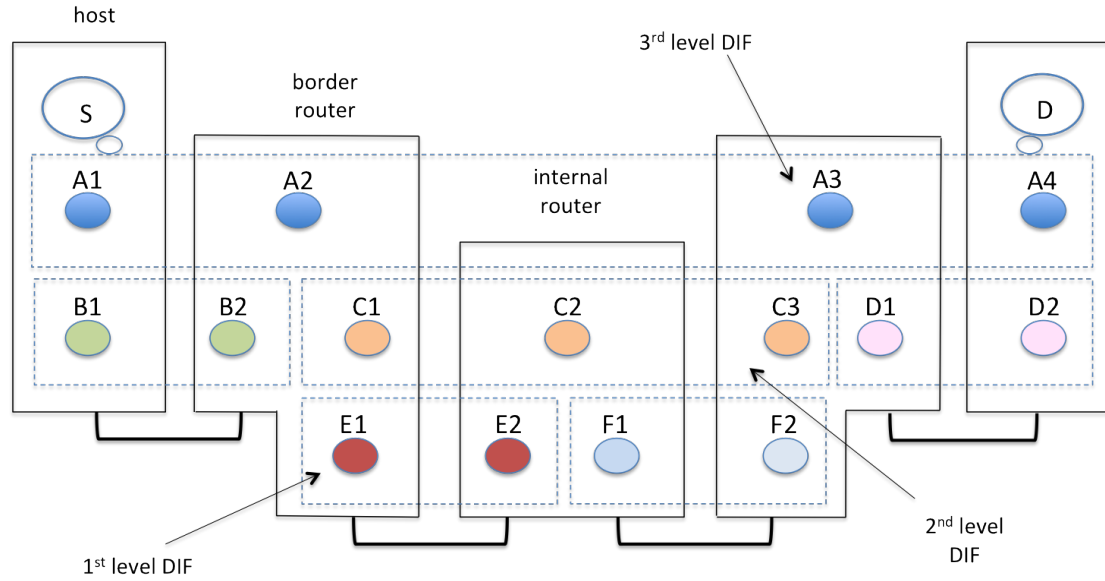 host
3rd level DIF
border
router
S
D
internal
router
A1
A2
A3
A4
B1
B2
C1
C2
C3
D1
D2
E1
E2
F1
F2
1st level DIF
2nd level
DIF